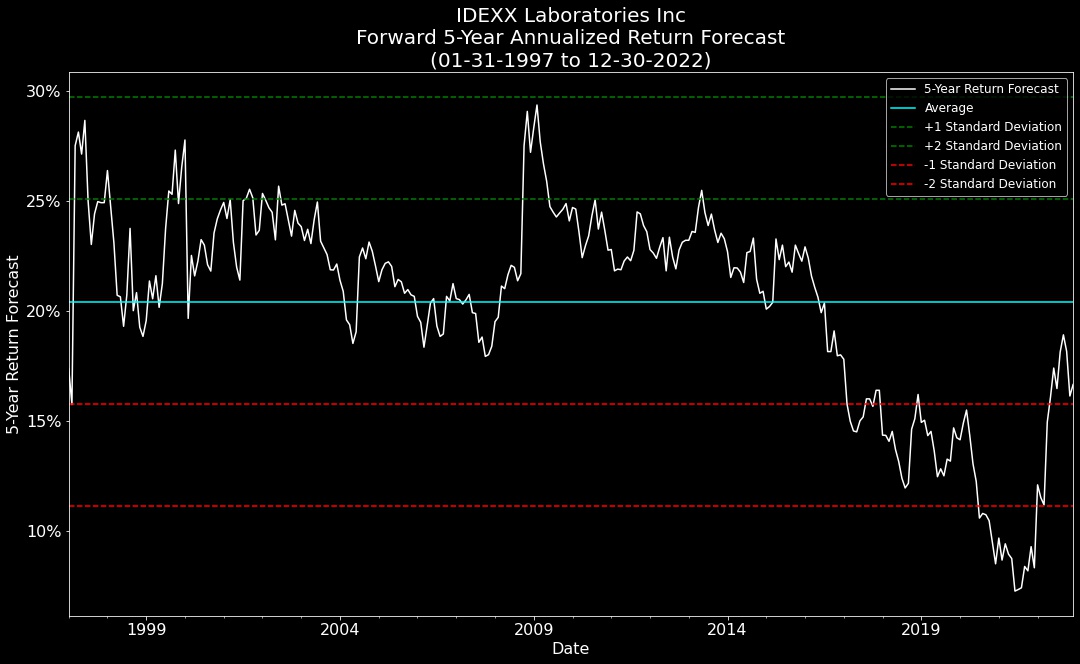 IDEXX Laboratories Inc
Forward 5-Year Annualized Return Forecast
(01-31-1997 to 12-30-2022)
30%
25%
20%
15%
10%
5-Year Return Forecast
5-Year Return Forecast
Average
+1 Standard Deviation
+2 Standard Deviation
-1 Standard Deviation
-2 Standard Deviation
1999
2004
2009
2014
2019
Date